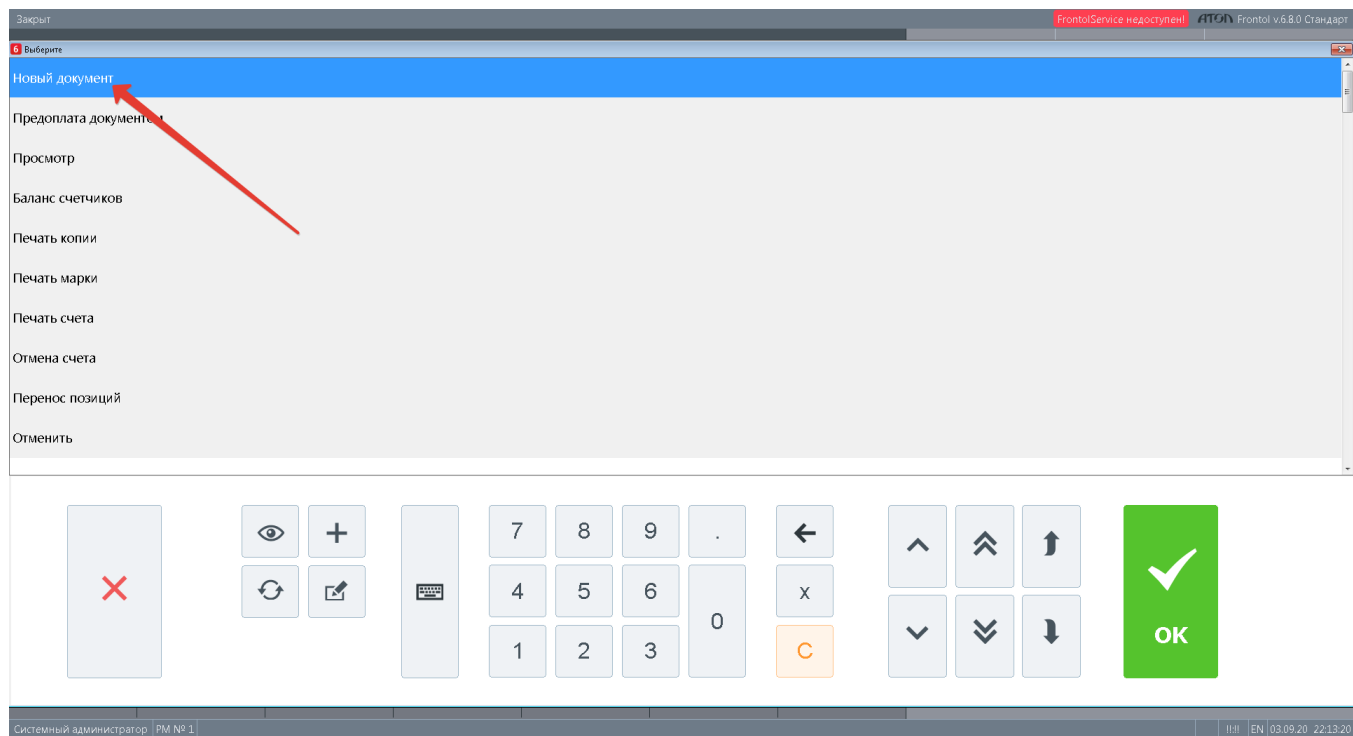 Закрыт
FrontolService недоступен! АТОЛ Frontol v.6.8.0 Стандарт
6 Выберите
Новый документ
Предоплата документом
Просмотр
Баланс счетчиков
Печать копии
Печать марки
Печать счета
Отмена счета
Перенос позиций
Отменить
7 8 9 .
4 5 6 0 x
1 2 3 C
OK
Системный администратор РМ № 1 !!:!! EN 03.09.20 22:13:20